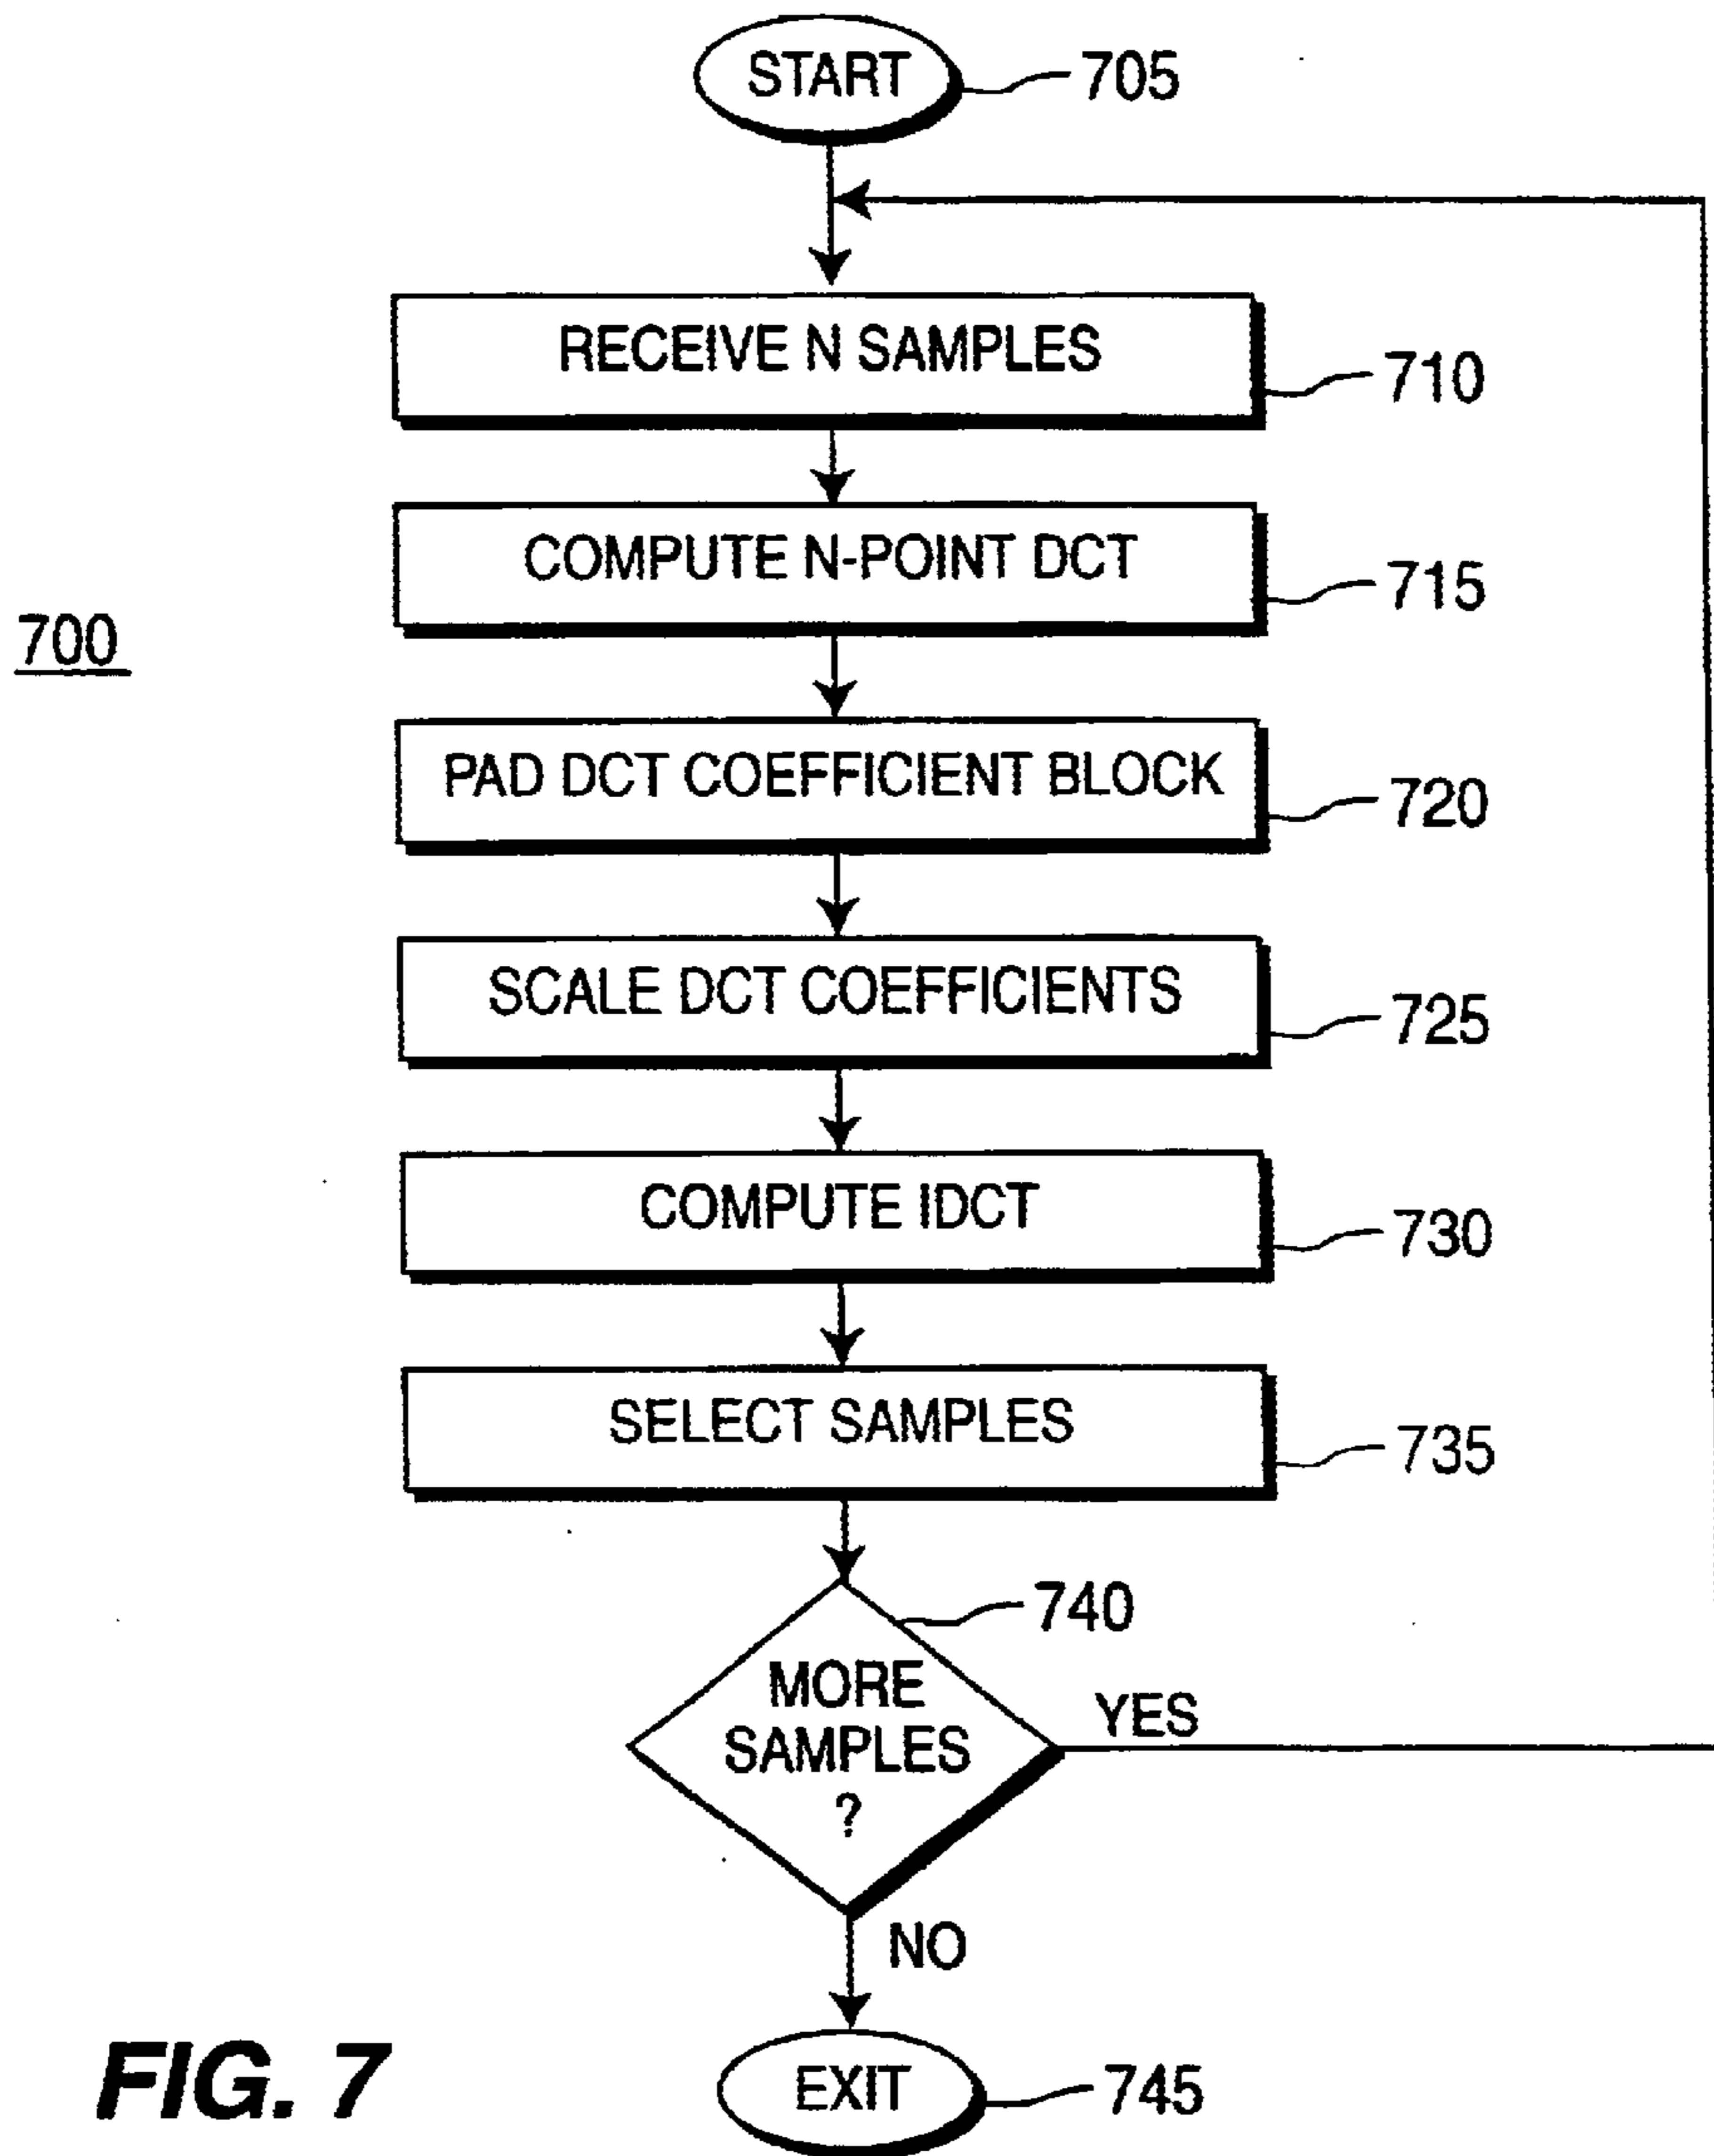 START
705
RECEIVE N SAMPLES
710
COMPUTE N-POINT DCT
715
700
PAD DCT COEFFICIENT BLOCK
720
SCALE DCT COEFFICIENTS
725
COMPUTE IDCT
730
SELECT SAMPLES
735
740
MORE
SAMPLES
?
YES
NO
EXIT
745
FIG. 7